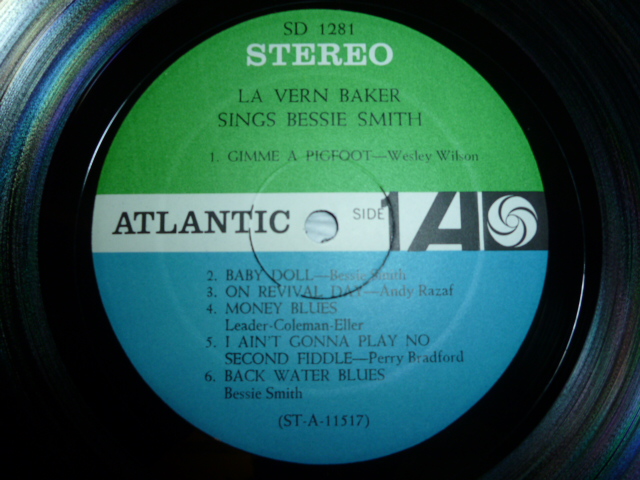 SD 1281
STEREO
LA VERN BAKER
SINGS BESSIE SMITH
1. GIMME A PIGFOOT—Wesley Wilson
ATLANTIC SIDE 1 A
2. BABY DOLL—Bessie Smith
3. ON REVIVAL DAY—Andy Razaf
4. MONEY BLUES
Leader-Coleman-Eller
5. I AIN'T GONNA PLAY NO
SECOND FIDDLE—Perry Bradford
6. BACK WATER BLUES
Bessie Smith
(ST-A-11517)